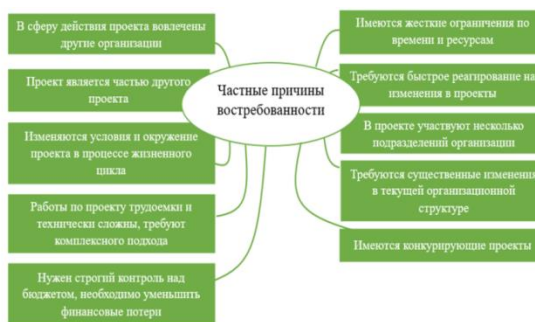 В сферу действия проекта вовлечены
другие организации
Проект является частью другого
проекта
Изменяются условия и окружение
проекта в процессе жизненного
цикла
Работы по проекту трудоемки и
технически сложны, требуют
комплексного подхода
Нужен строгий контроль над
бюджетом, необходимо уменьшить
финансовые потери
Частные причины
востребованности
Имеются жесткие ограничения по
времени и ресурсам
Требуются быстрое реагирование на
изменения в проекты
В проекте участвуют несколько
подразделений организации
Требуются существенные изменения
в текущей организационной
структуре
Имеются конкурирующие проекты